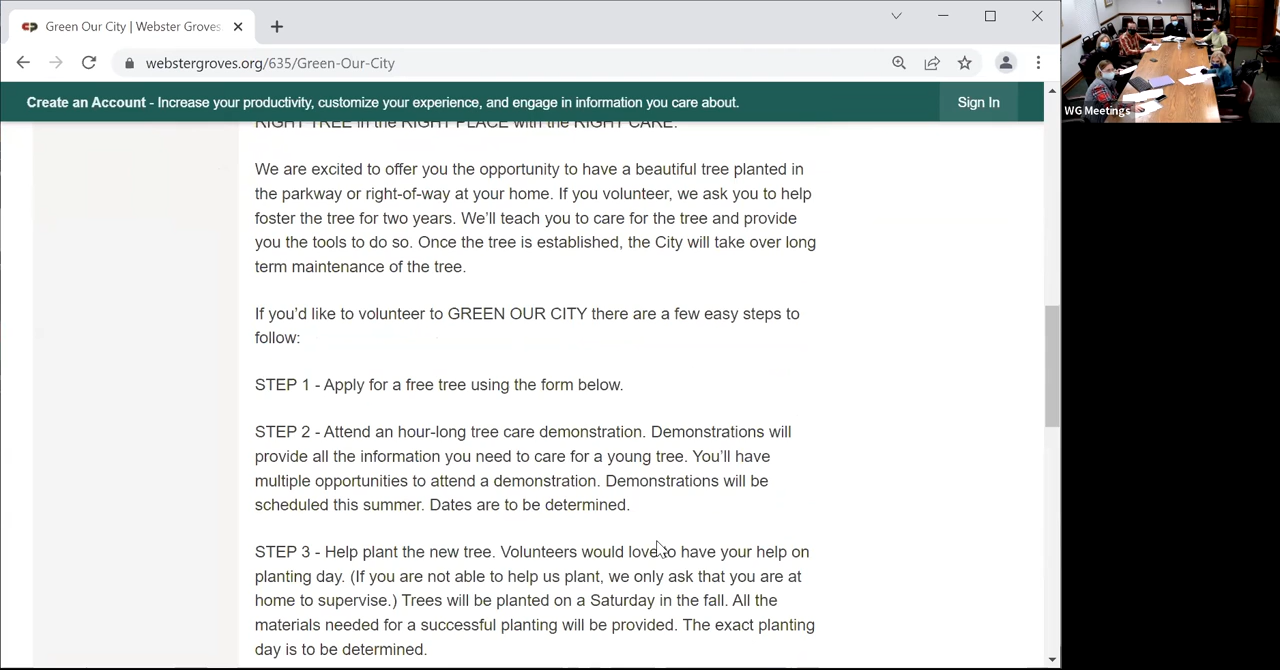 Green Our City | Webster Groves
webstergroves.org/635/Green-Our-City
Create an Account - Increase your productivity, customize your experience, and engage in information you care about.
Sign In
WG Meetings
RIGHT TREE in the RIGHT PLACE with the RIGHT CARE.
We are excited to offer you the opportunity to have a beautiful tree planted in
the parkway or right-of-way at your home. If you volunteer, we ask you to help
foster the tree for two years. We’ll teach you to care for the tree and provide
you the tools to do so. Once the tree is established, the City will take over long
term maintenance of the tree.
If you’d like to volunteer to GREEN OUR CITY there are a few easy steps to
follow:
STEP 1 - Apply for a free tree using the form below.
STEP 2 - Attend an hour-long tree care demonstration. Demonstrations will
provide all the information you need to care for a young tree. You’ll have
multiple opportunities to attend a demonstration. Demonstrations will be
scheduled this summer. Dates are to be determined.
STEP 3 - Help plant the new tree. Volunteers would love to have your help on
planting day. (If you are not able to help us plant, we only ask that you are at
home to supervise.) Trees will be planted on a Saturday in the fall. All the
materials needed for a successful planting will be provided. The exact planting
day is to be determined.